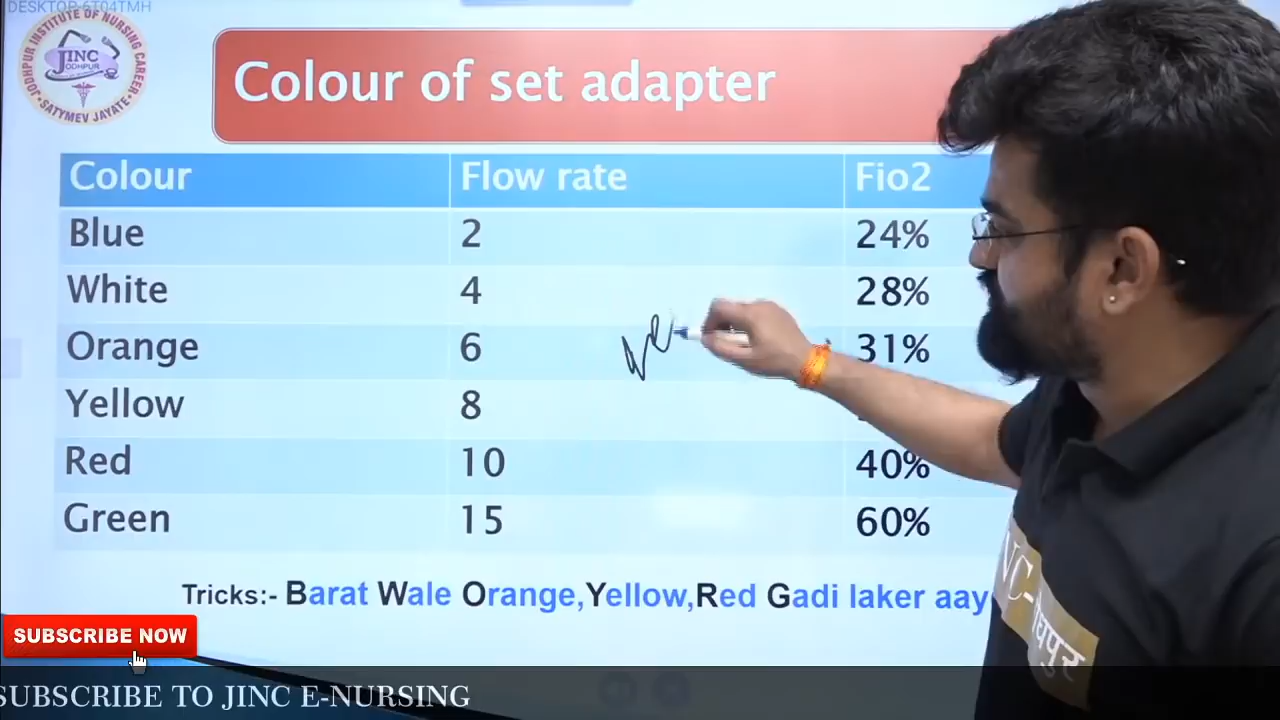 DESKTOP-6T04TMH
JODHPUR INSTITUTE OF NURSING CAREER
JINC
JODHPUR
SATYMEV JAYATE
Colour of set adapter
Colour Flow rate Fio2
Blue 2 24%
White 4 28%
Orange 6 31%
Yellow 8
Red 10 40%
Green 15 60%
Tricks:- Barat Wale Orange,Yellow,Red Gadi laker aay
SUBSCRIBE NOW
SUBSCRIBE TO JINC E-NURSING